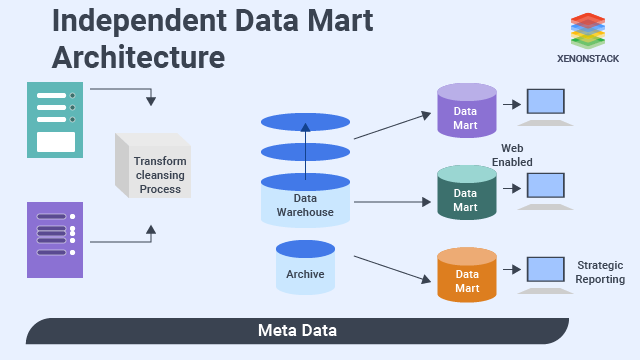 Independent Data Mart
Architecture
XENONSTACK
Transform
cleansing
Process
Data
Warehouse
Archive
Data
Mart
Web
Enabled
Data
Mart
Data
Mart
Strategic
Reporting
Meta Data